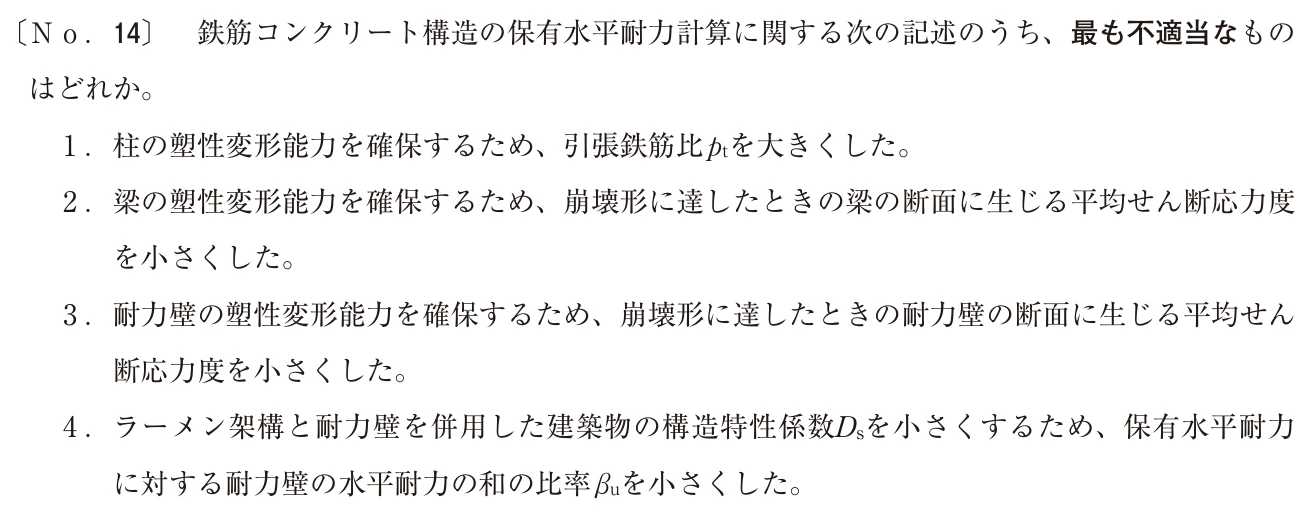 〔Ｎｏ．14〕　鉄筋コンクリート構造の保有水平耐力計算に関する次の記述のうち、最も不適当なもの
はどれか。
１．柱の塑性変形能力を確保するため、引張鉄筋比ptを大きくした。
２．梁の塑性変形能力を確保するため、崩壊形に達したときの梁の断面に生じる平均せん断応力度
を小さくした。
３．耐力壁の塑性変形能力を確保するため、崩壊形に達したときの耐力壁の断面に生じる平均せん
断応力度を小さくした。
４．ラーメン架構と耐力壁を併用した建築物の構造特性係数Dsを小さくするため、保有水平耐力
に対する耐力壁の水平耐力の和の比率βuを小さくした。